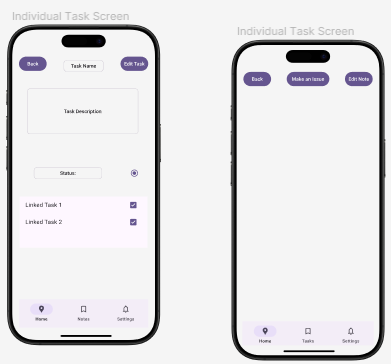 Individual Task Screen
Back
Task Name
Edit Task
Task Description
Status:
Linked Task 1
Linked Task 2
Home
Notes
Settings
Individual Task Screen
Back
Make an issue
Edit Note
Home
Tasks
Settings